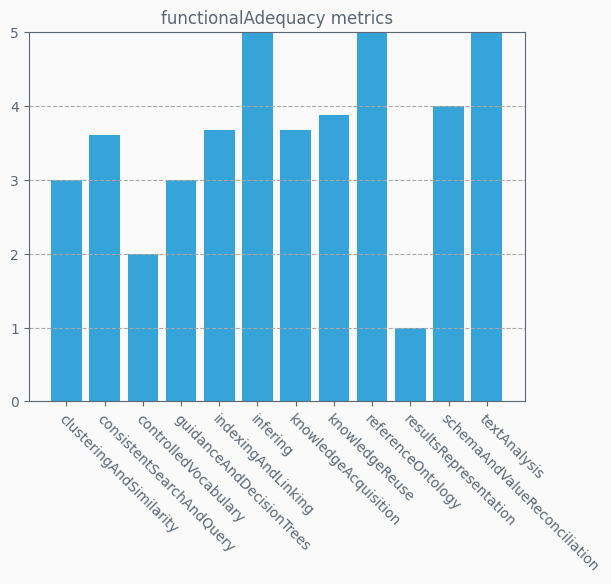 functionalAdequacy metrics
5
4
3
2
1
0
clusteringAndSimilarity
consistentSearchAndQuery
controlledVocabulary
guidanceAndDecisionTrees
indexingAndLinking
infering
knowledgeAcquisition
knowledgeReuse
referenceOntology
resultsRepresentation
schemaAndValueReconciliation
textAnalysis